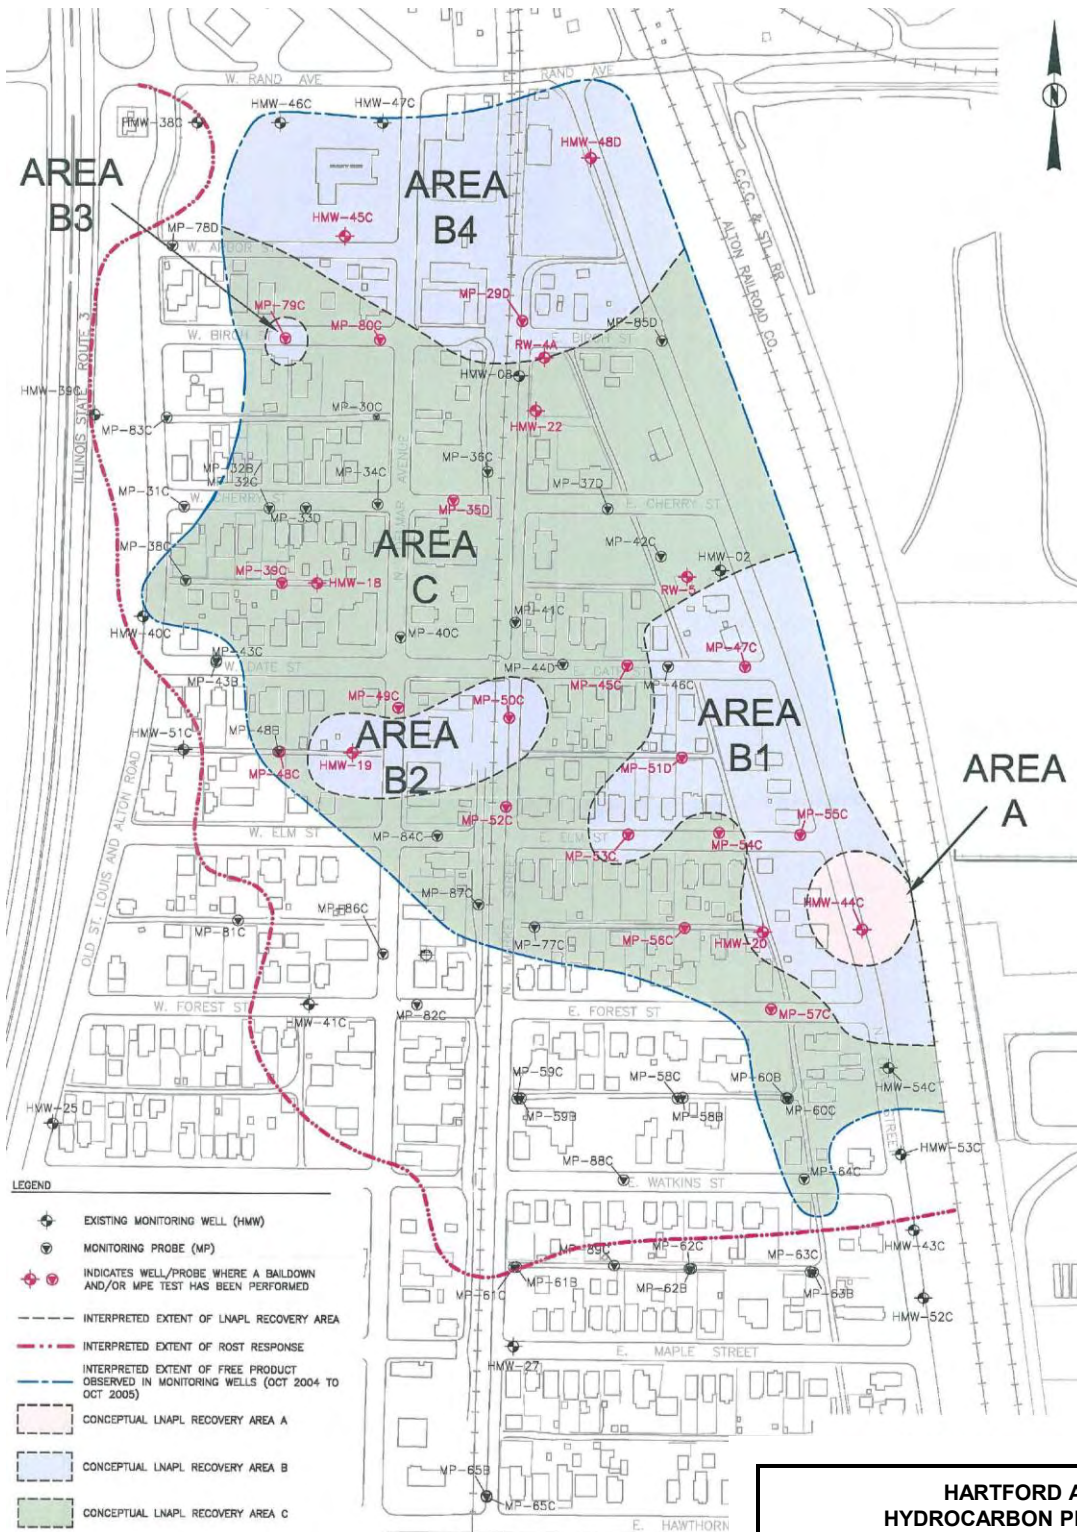 W. RAND AVE
E. RAND AVE
HMW-38C
HMW-46C
HMW-47C
HMW-48D
AREA
B3
AREA
B4
C.C.C. & STL. RR
ALTON RAILROAD CO.
HMW-45C
MP-78D
W. ARBOR ST
MP-79C
MP-80C
MP-29D
MP-85D
W. BIRCH
E. BIRCH ST
RW-4A
HMW-08
ILLINOIS STATE ROUTE 3
HMW-39C
MP-83C
MP-30C
HMW-22
N. DELMAR AVENUE
MP-32B/
MP-32C
MP-34C
MP-36C
MP-37D
MP-31C
W. CHERRY ST
MP-33D
MP-35D
E. CHERRY ST
AREA
C
MP-38C
MP-39C
HMW-18
MP-42C
HMW-02
RW-5
HMW-40C
MP-40C
MP-41C
MP-43C
W. DATE ST
MP-43B
MP-44D
E. DATE ST
MP-45C
MP-46C
MP-47C
MP-49C
MP-50C
AREA
B1
HMW-51C
MP-48B
MP-48C
HMW-19
AREA
B2
MP-51D
AREA
A
OLD ST. LOUIS AND ALTON ROAD
W. ELM ST
MP-84C
MP-52C
E. ELM ST
MP-53C
MP-54C
MP-55C
MP-81C
MP-86C
MP-87C
MP-77C
MP-56C
HMW-20
HMW-44C
W. FOREST ST
HMW-41C
MP-82C
E. FOREST ST
MP-57C
HMW-25
MP-59C
MP-59B
MP-58C
MP-58B
MP-60B
MP-60C
HMW-54C
STREET
HMW-53C
MP-88C
E. WATKINS ST
MP-64C
HMW-43C
MP-61C
MP-61B
MP-89C
MP-62C
MP-62B
MP-63C
MP-63B
HMW-52C
HMW-27
E. MAPLE STREET
MP-65B
MP-65C
E. HAWTHORN
LEGEND
EXISTING MONITORING WELL (HMW)
MONITORING PROBE (MP)
INDICATES WELL/PROBE WHERE A BAILDOWN
AND/OR MPE TEST HAS BEEN PERFORMED
INTERPRETED EXTENT OF LNAPL RECOVERY AREA
INTERPRETED EXTENT OF ROST RESPONSE
INTERPRETED EXTENT OF FREE PRODUCT
OBSERVED IN MONITORING WELLS (OCT 2004 TO
OCT 2005)
CONCEPTUAL LNAPL RECOVERY AREA A
CONCEPTUAL LNAPL RECOVERY AREA B
CONCEPTUAL LNAPL RECOVERY AREA C
HARTFORD A
HYDROCARBON P